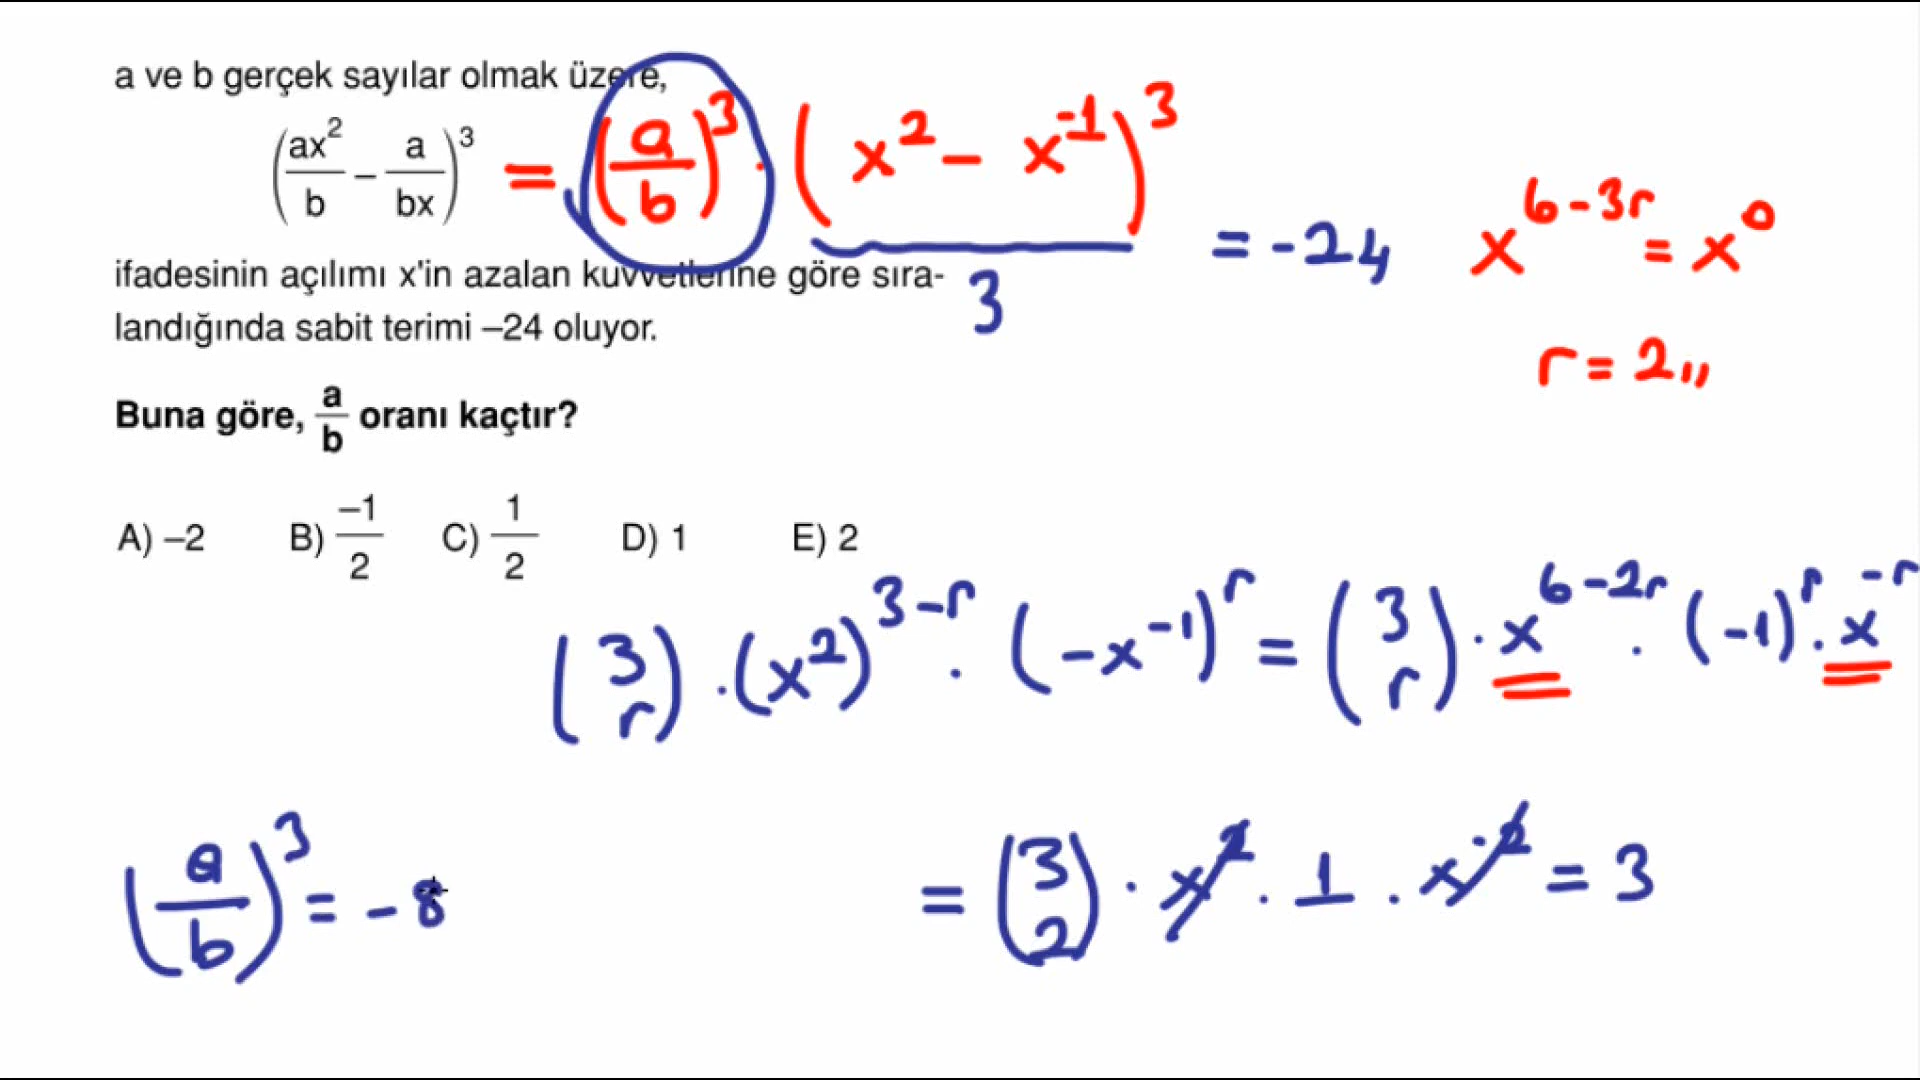 a ve b gerçek sayılar olmak üzere,
(ax²/b − a/bx)³ = (a/b)³ · (x² − x⁻¹)³
= -24
x⁶⁻³ʳ = x⁰
ifadesinin açılımı x'in azalan kuvvetlerine göre sıra-
3
landığında sabit terimi –24 oluyor.
r = 2,,
Buna göre, a/b oranı kaçtır?
A) –2 B) –1/2 C) 1/2 D) 1 E) 2
(3 r) · (x²)³⁻ʳ · (-x⁻¹)ʳ = (3 r) · x⁶⁻²ʳ · (-1)ʳ · x⁻ʳ
(a/b)³ = -8
= (3 2) · x² · 1 · x⁻² = 3